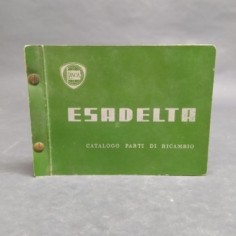 ESADELTA
CATALOGO PARTI DI RICAMBIO